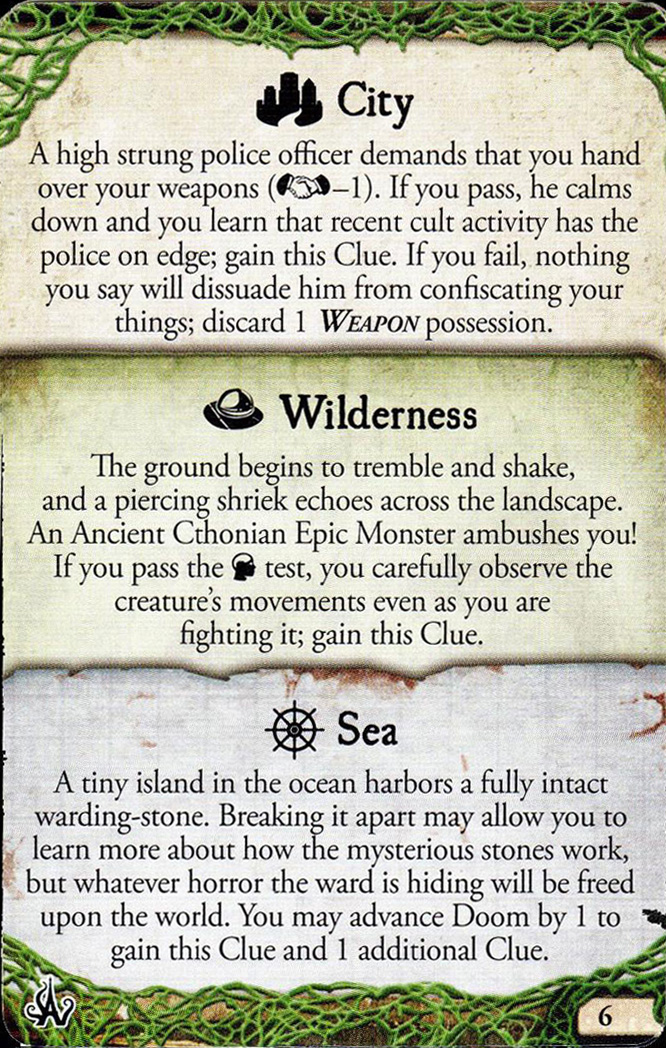 City
A high strung police officer demands that you hand
over your weapons ( –1). If you pass, he calms
down and you learn that recent cult activity has the
police on edge; gain this Clue. If you fail, nothing
you say will dissuade him from confiscating your
things; discard 1 WEAPON possession.
Wilderness
The ground begins to tremble and shake,
and a piercing shriek echoes across the landscape.
An Ancient Cthonian Epic Monster ambushes you!
If you pass the test, you carefully observe the
creature's movements even as you are
fighting it; gain this Clue.
Sea
A tiny island in the ocean harbors a fully intact
warding-stone. Breaking it apart may allow you to
learn more about how the mysterious stones work,
but whatever horror the ward is hiding will be freed
upon the world. You may advance Doom by 1 to
gain this Clue and 1 additional Clue.
6